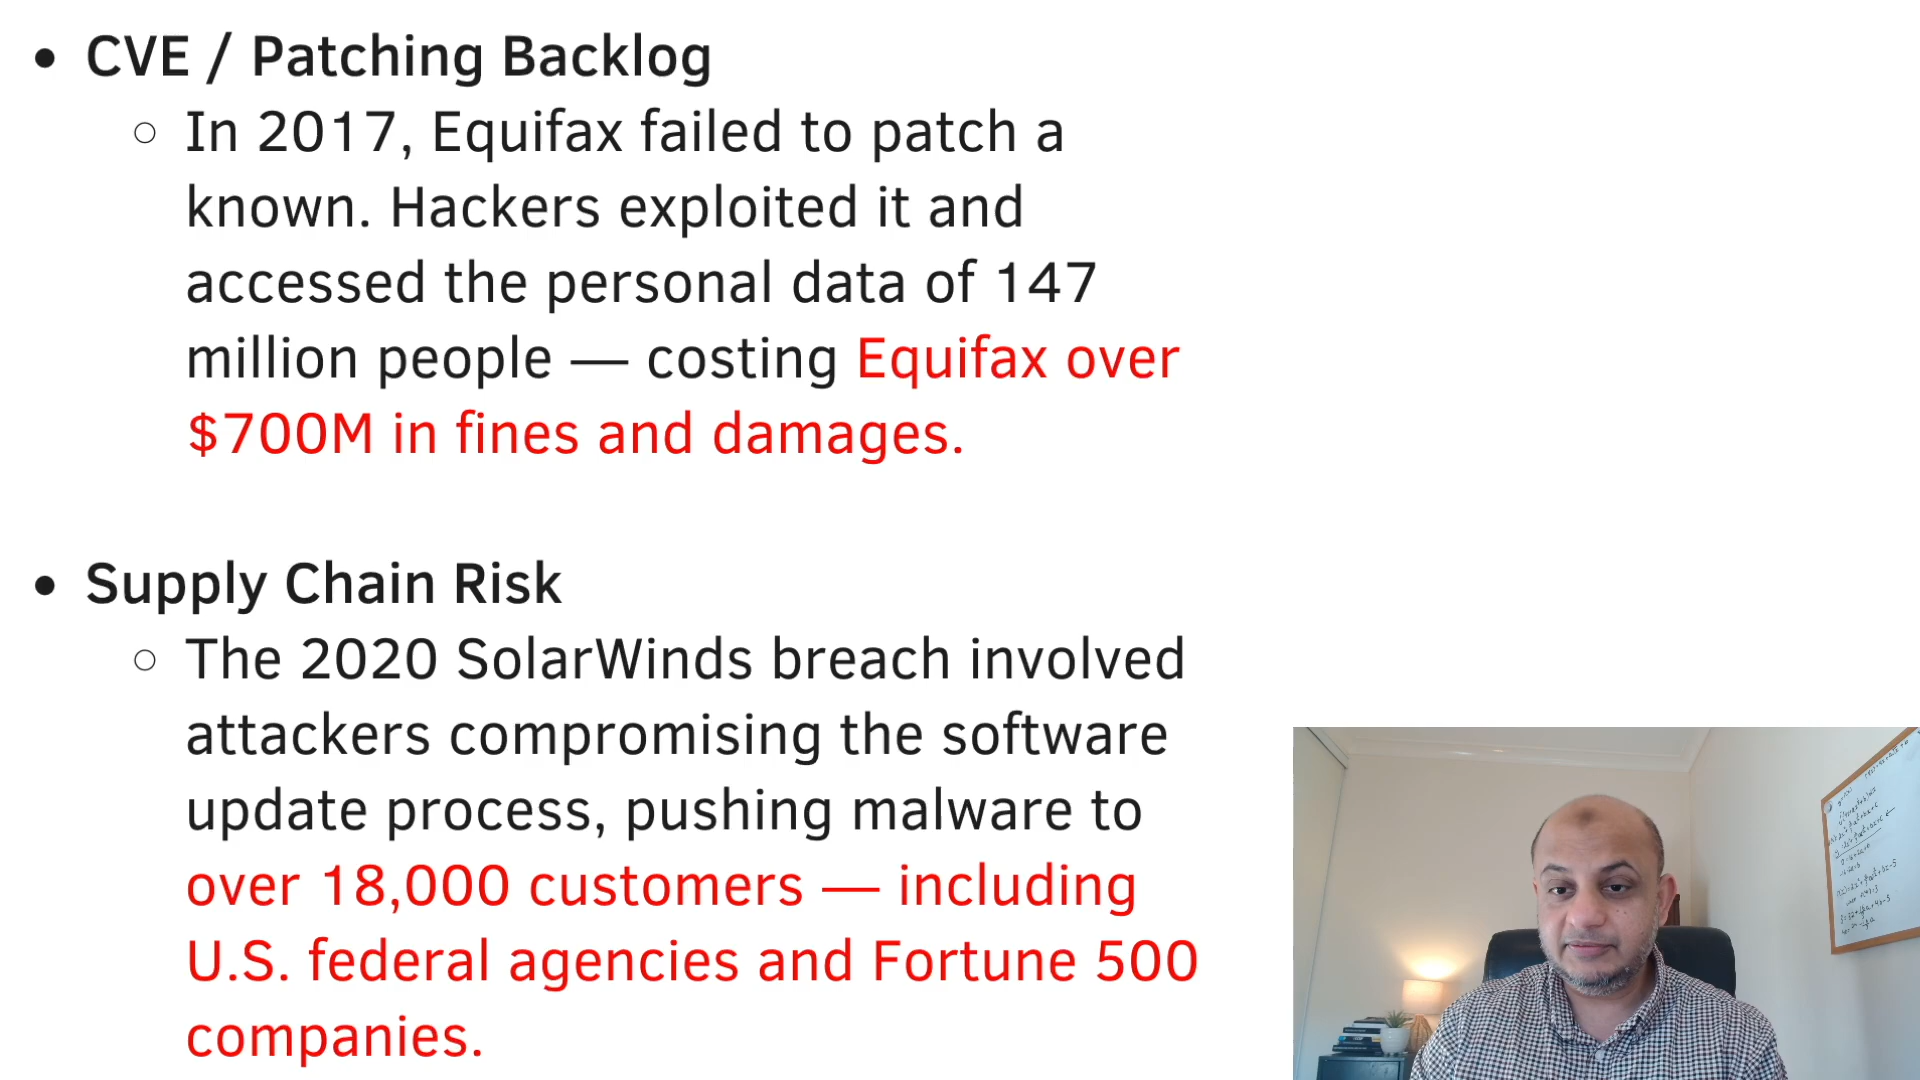 • CVE / Patching Backlog
○ In 2017, Equifax failed to patch a
known. Hackers exploited it and
accessed the personal data of 147
million people — costing Equifax over
$700M in fines and damages.
• Supply Chain Risk
○ The 2020 SolarWinds breach involved
attackers compromising the software
update process, pushing malware to
over 18,000 customers — including
U.S. federal agencies and Fortune 500
companies.